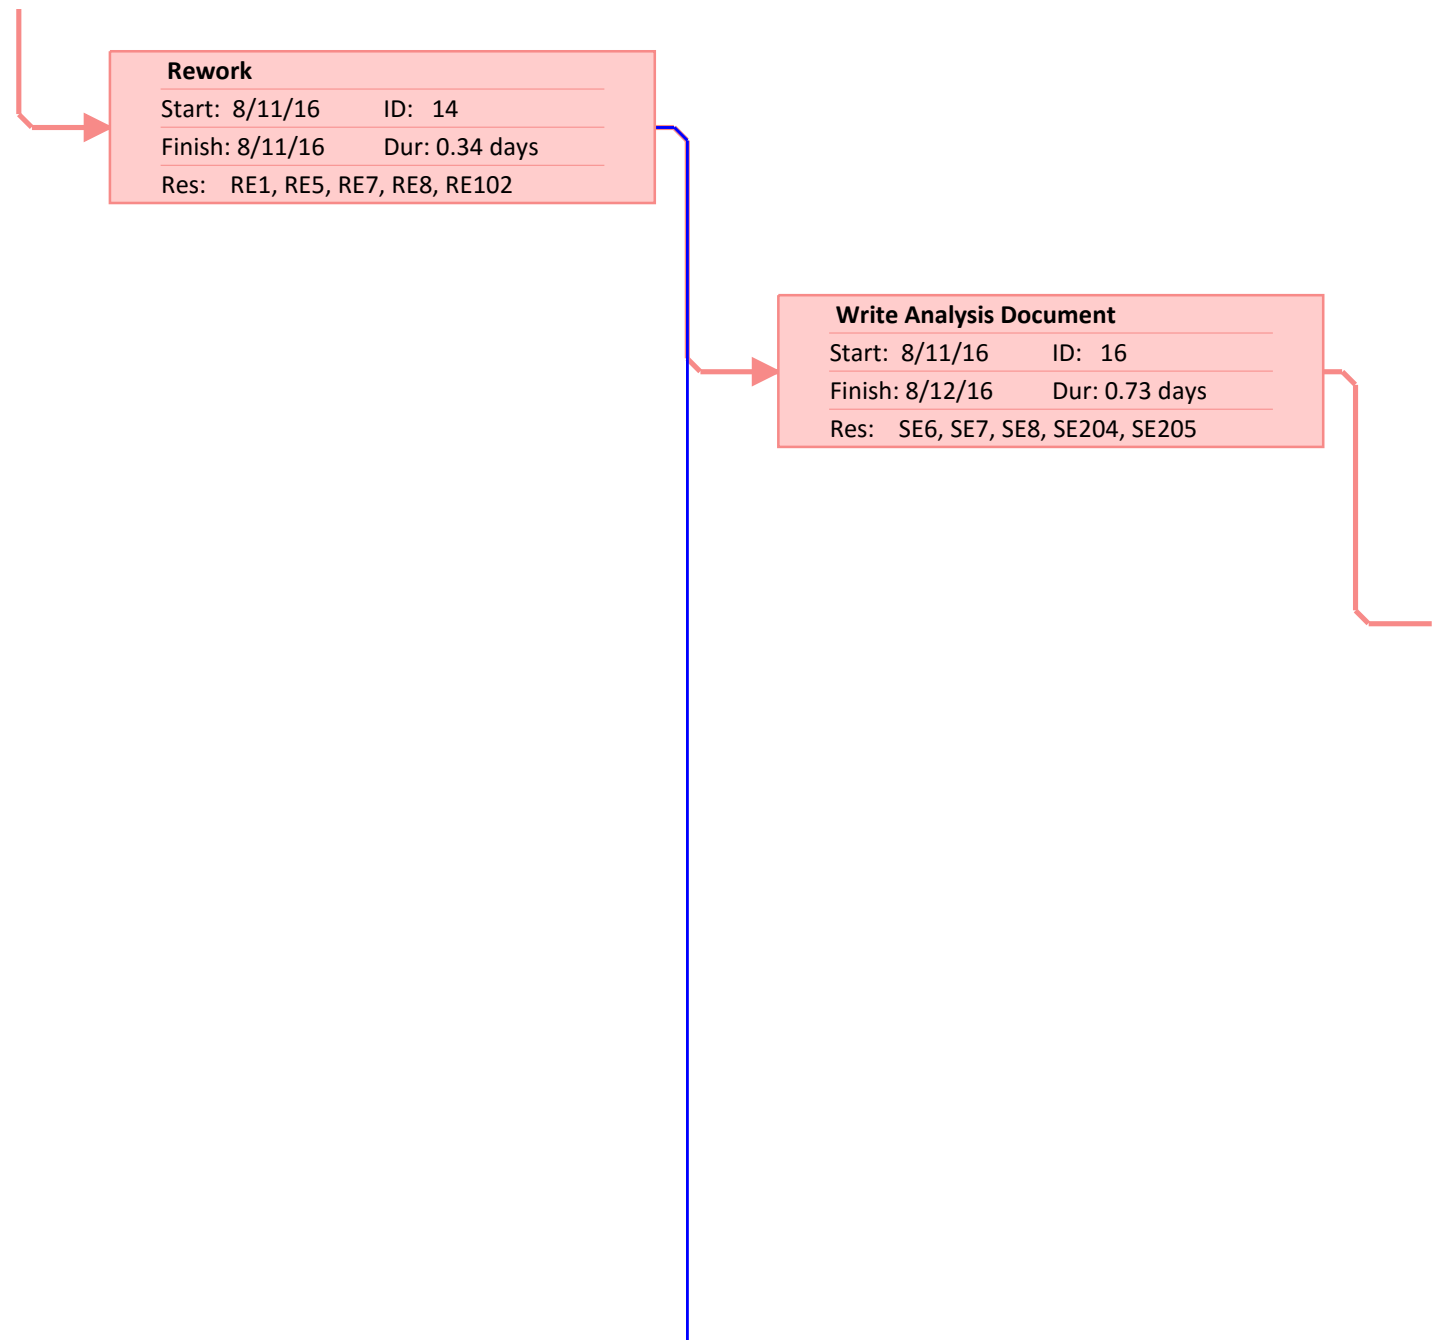 Rework
Start: 8/11/16 ID: 14
Finish: 8/11/16 Dur: 0.34 days
Res: RE1, RE5, RE7, RE8, RE102
Write Analysis Document
Start: 8/11/16 ID: 16
Finish: 8/12/16 Dur: 0.73 days
Res: SE6, SE7, SE8, SE204, SE205